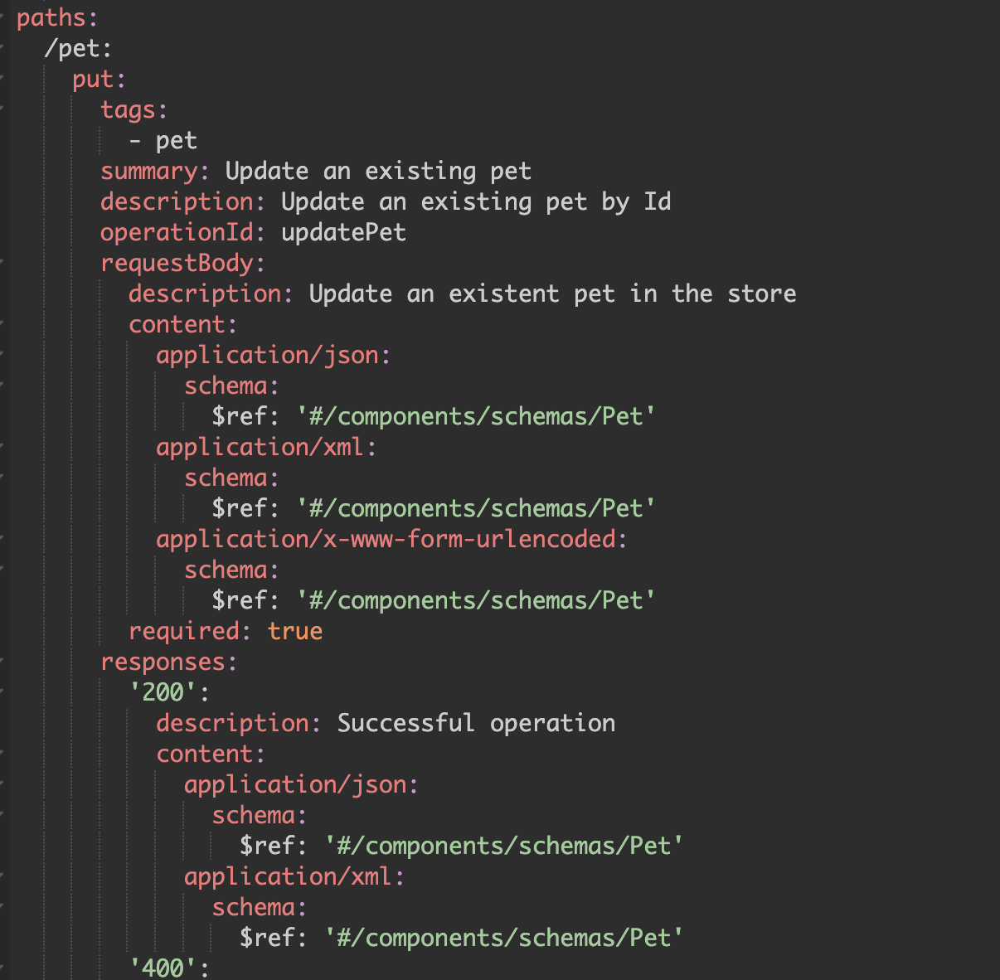 paths:
  /pet:
    put:
      tags:
        - pet
      summary: Update an existing pet
      description: Update an existing pet by Id
      operationId: updatePet
      requestBody:
        description: Update an existent pet in the store
        content:
          application/json:
            schema:
              $ref: '#/components/schemas/Pet'
          application/xml:
            schema:
              $ref: '#/components/schemas/Pet'
          application/x-www-form-urlencoded:
            schema:
              $ref: '#/components/schemas/Pet'
        required: true
      responses:
        '200':
          description: Successful operation
          content:
            application/json:
              schema:
                $ref: '#/components/schemas/Pet'
            application/xml:
              schema:
                $ref: '#/components/schemas/Pet'
        '400':